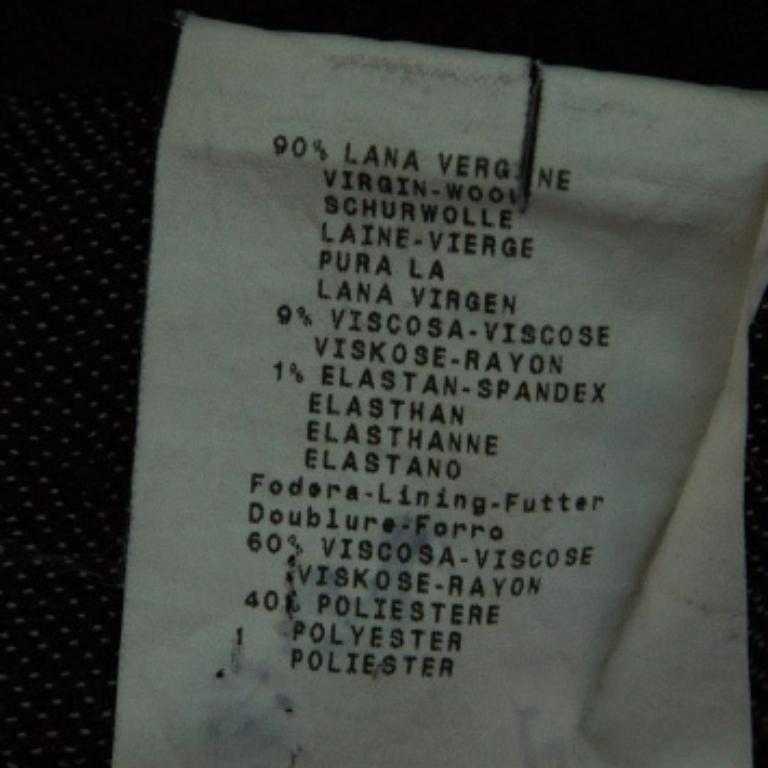 90% LANA VERGINE
VIRGIN-WOOL
SCHURWOLLE
LAINE-VIERGE
PURA LA
LANA VIRGEN
9% VISCOSA-VISCOSE
VISKOSE-RAYON
1% ELASTAN-SPANDEX
ELASTHAN
ELASTHANNE
ELASTANO
Fodera-Lining-Futter
Doublure-Forro
60% VISCOSA-VISCOSE
VISKOSE-RAYON
40% POLIESTERE
POLYESTER
POLIESTER